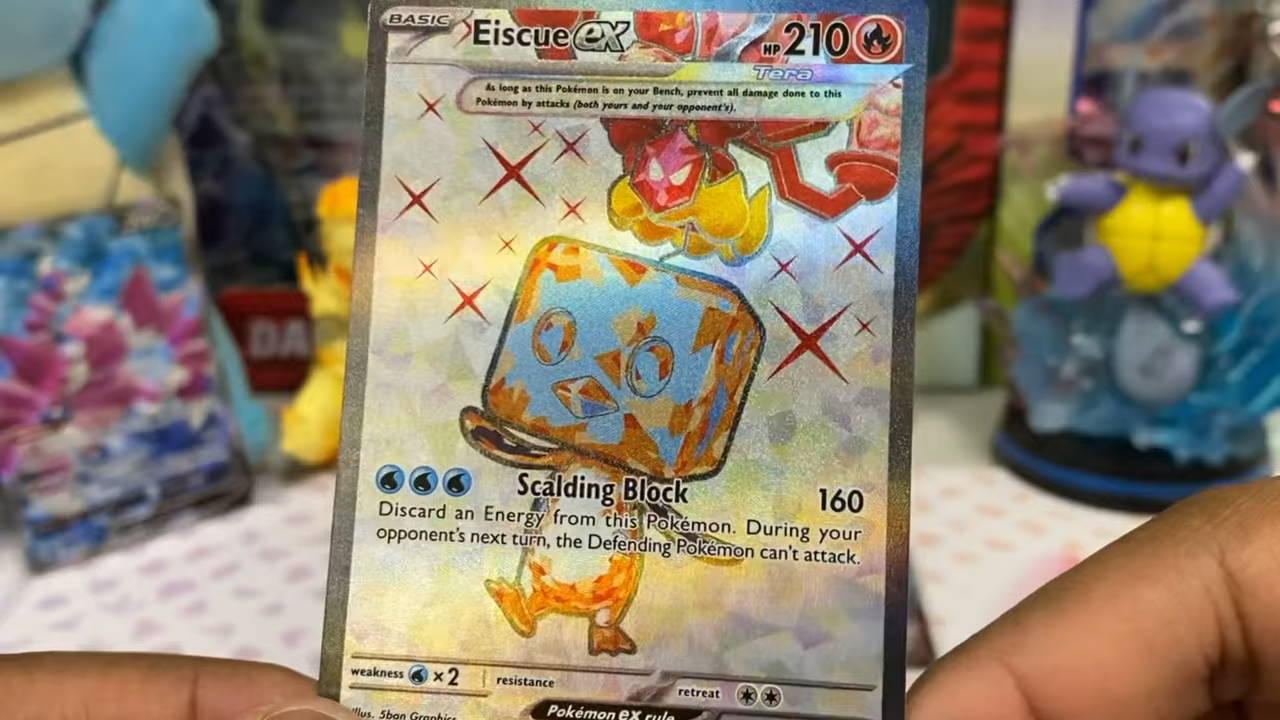 BASIC Eiscue ex HP 210
Tera
As long as this Pokémon is on your Bench, prevent all damage done to this
Pokémon by attacks (both yours and your opponent's).
DA
Scalding Block 160
Discard an Energy from this Pokémon. During your
opponent's next turn, the Defending Pokémon can't attack.
weakness ×2 resistance retreat
Illus. 5ban Graphics
Pokémon ex rule